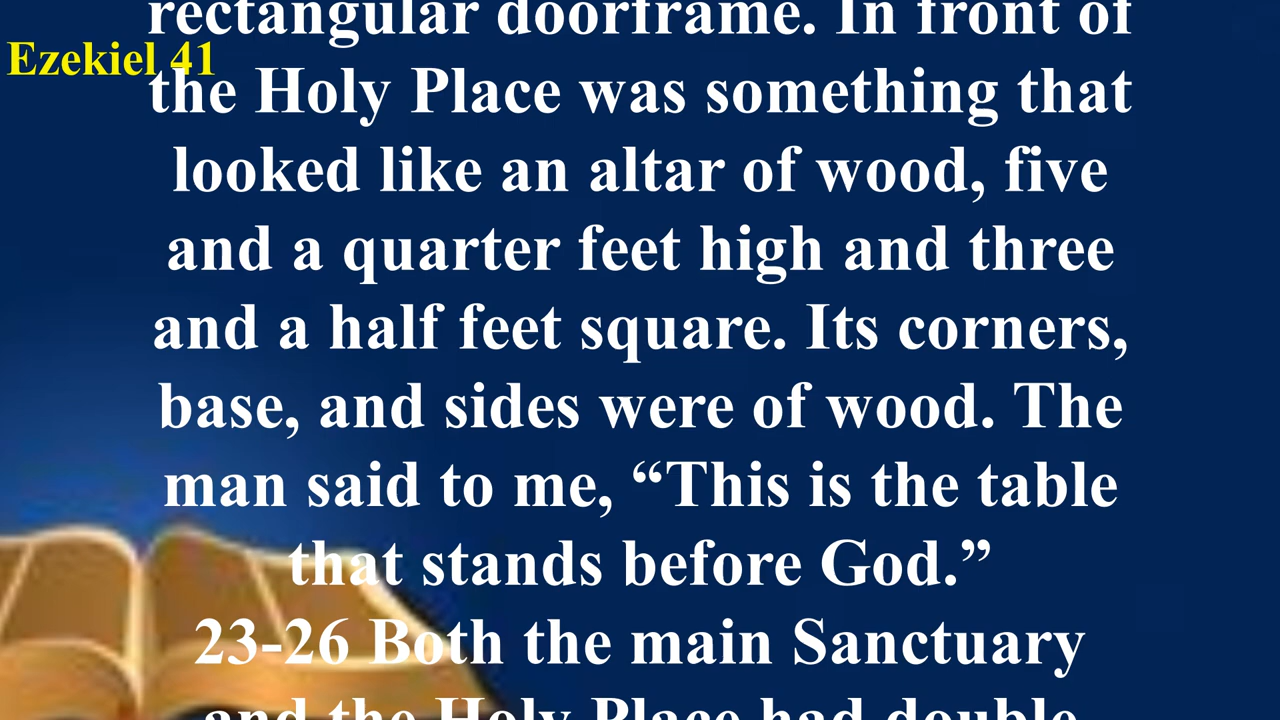 rectangular doorframe. In front of
Ezekiel 41
the Holy Place was something that
looked like an altar of wood, five
and a quarter feet high and three
and a half feet square. Its corners,
base, and sides were of wood. The
man said to me, “This is the table
that stands before God.”
23-26 Both the main Sanctuary
and the Holy Place had double